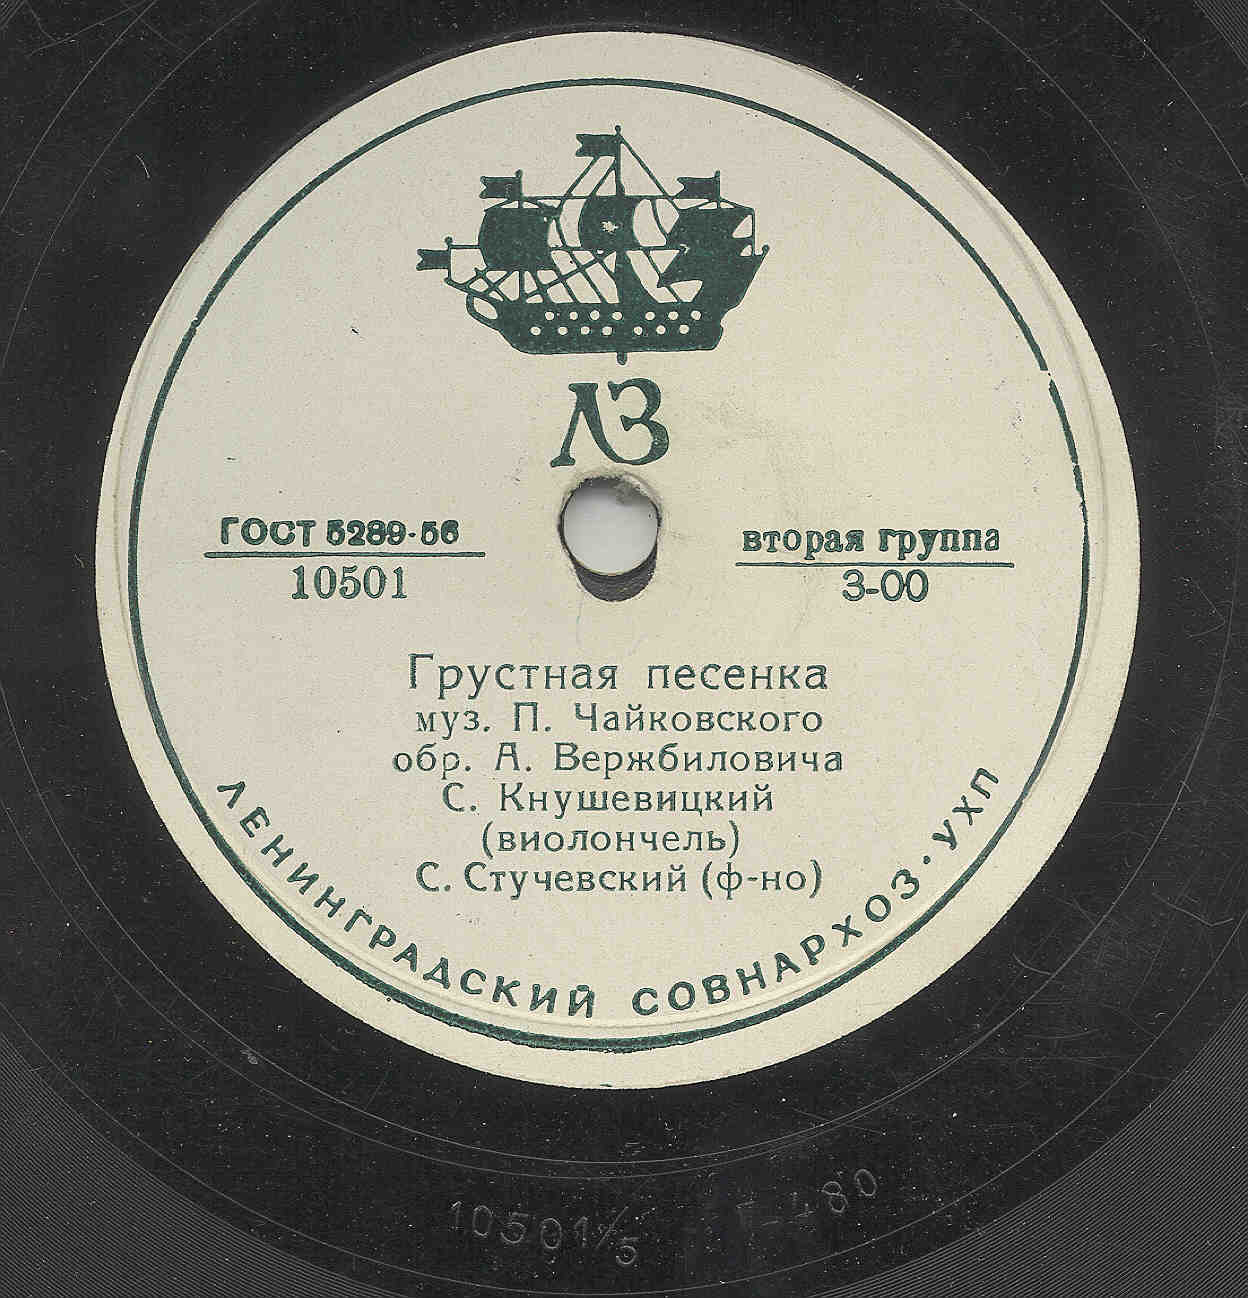 ЛЗ
ГОСТ 5289-56
10501
вторая группа
3-00
Грустная песенка
муз. П. Чайковского
обр. А. Вержбиловича
С. Кнушевицкий
(виолончель)
С. Стучевский (ф-но)
ЛЕНИНГРАДСКИЙ СОВНАРХОЗ · УХП
10501/5